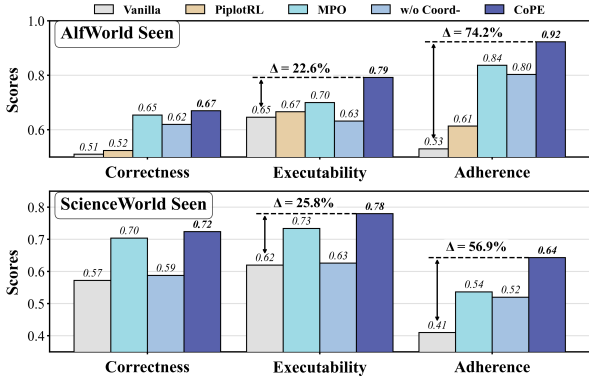 Vanilla PiplotRL MPO w/o Coord- CoPE
AlfWorld Seen
Scores
1.0
0.8
0.6
0.51 0.52 0.65 0.62 0.67
Δ = 22.6%
0.65 0.67 0.70 0.63 0.79
Δ = 74.2%
0.53 0.61 0.84 0.80 0.92
Correctness Executability Adherence
ScienceWorld Seen
Scores
0.8
0.7
0.6
0.5
0.4
0.57 0.70 0.59 0.72
Δ = 25.8%
0.62 0.73 0.63 0.78
Δ = 56.9%
0.41 0.54 0.52 0.64
Correctness Executability Adherence